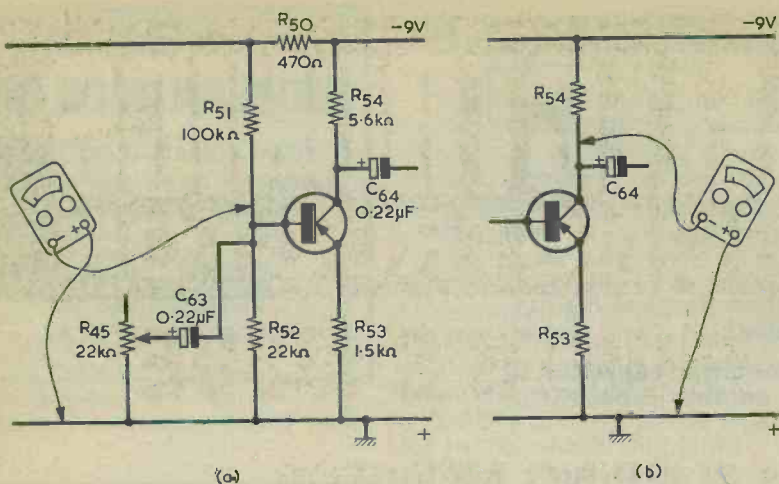 R50
470Ω
-9V
R51
100kΩ
R54
5.6kΩ
+
C64
0.22µF
- +
C63
0.22µF
+
R45
22kΩ
R52
22kΩ
R53
1.5kΩ
+
(a)
-9V
R54
+
C64
- +
R53
+
(b)